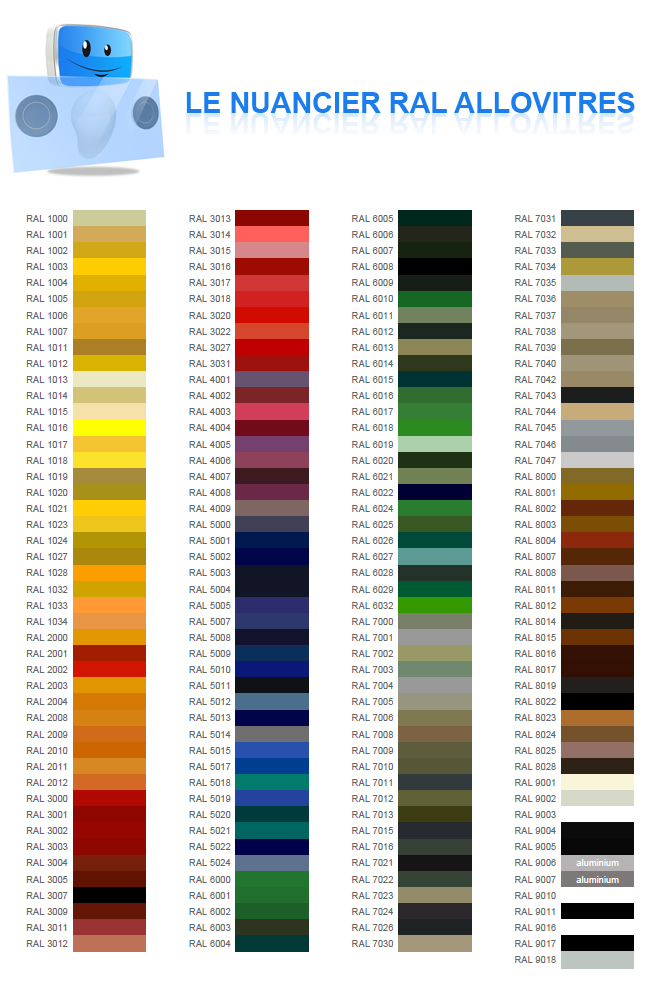 LE NUANCIER RAL ALLOVITRES
RAL 1000
RAL 1001
RAL 1002
RAL 1003
RAL 1004
RAL 1005
RAL 1006
RAL 1007
RAL 1011
RAL 1012
RAL 1013
RAL 1014
RAL 1015
RAL 1016
RAL 1017
RAL 1018
RAL 1019
RAL 1020
RAL 1021
RAL 1023
RAL 1024
RAL 1027
RAL 1028
RAL 1032
RAL 1033
RAL 1034
RAL 2000
RAL 2001
RAL 2002
RAL 2003
RAL 2004
RAL 2008
RAL 2009
RAL 2010
RAL 2011
RAL 2012
RAL 3000
RAL 3001
RAL 3002
RAL 3003
RAL 3004
RAL 3005
RAL 3007
RAL 3009
RAL 3011
RAL 3012
RAL 3013
RAL 3014
RAL 3015
RAL 3016
RAL 3017
RAL 3018
RAL 3020
RAL 3022
RAL 3027
RAL 3031
RAL 4001
RAL 4002
RAL 4003
RAL 4004
RAL 4005
RAL 4006
RAL 4007
RAL 4008
RAL 4009
RAL 5000
RAL 5001
RAL 5002
RAL 5003
RAL 5004
RAL 5005
RAL 5007
RAL 5008
RAL 5009
RAL 5010
RAL 5011
RAL 5012
RAL 5013
RAL 5014
RAL 5015
RAL 5017
RAL 5018
RAL 5019
RAL 5020
RAL 5021
RAL 5022
RAL 5024
RAL 6000
RAL 6001
RAL 6002
RAL 6003
RAL 6004
RAL 6005
RAL 6006
RAL 6007
RAL 6008
RAL 6009
RAL 6010
RAL 6011
RAL 6012
RAL 6013
RAL 6014
RAL 6015
RAL 6016
RAL 6017
RAL 6018
RAL 6019
RAL 6020
RAL 6021
RAL 6022
RAL 6024
RAL 6025
RAL 6026
RAL 6027
RAL 6028
RAL 6029
RAL 6032
RAL 7000
RAL 7001
RAL 7002
RAL 7003
RAL 7004
RAL 7005
RAL 7006
RAL 7008
RAL 7009
RAL 7010
RAL 7011
RAL 7012
RAL 7013
RAL 7015
RAL 7016
RAL 7021
RAL 7022
RAL 7023
RAL 7024
RAL 7026
RAL 7030
RAL 7031
RAL 7032
RAL 7033
RAL 7034
RAL 7035
RAL 7036
RAL 7037
RAL 7038
RAL 7039
RAL 7040
RAL 7042
RAL 7043
RAL 7044
RAL 7045
RAL 7046
RAL 7047
RAL 8000
RAL 8001
RAL 8002
RAL 8003
RAL 8004
RAL 8007
RAL 8008
RAL 8011
RAL 8012
RAL 8014
RAL 8015
RAL 8016
RAL 8017
RAL 8019
RAL 8022
RAL 8023
RAL 8024
RAL 8025
RAL 8028
RAL 9001
RAL 9002
RAL 9003
RAL 9004
RAL 9005
RAL 9006 aluminium
RAL 9007 aluminium
RAL 9010
RAL 9011
RAL 9016
RAL 9017
RAL 9018